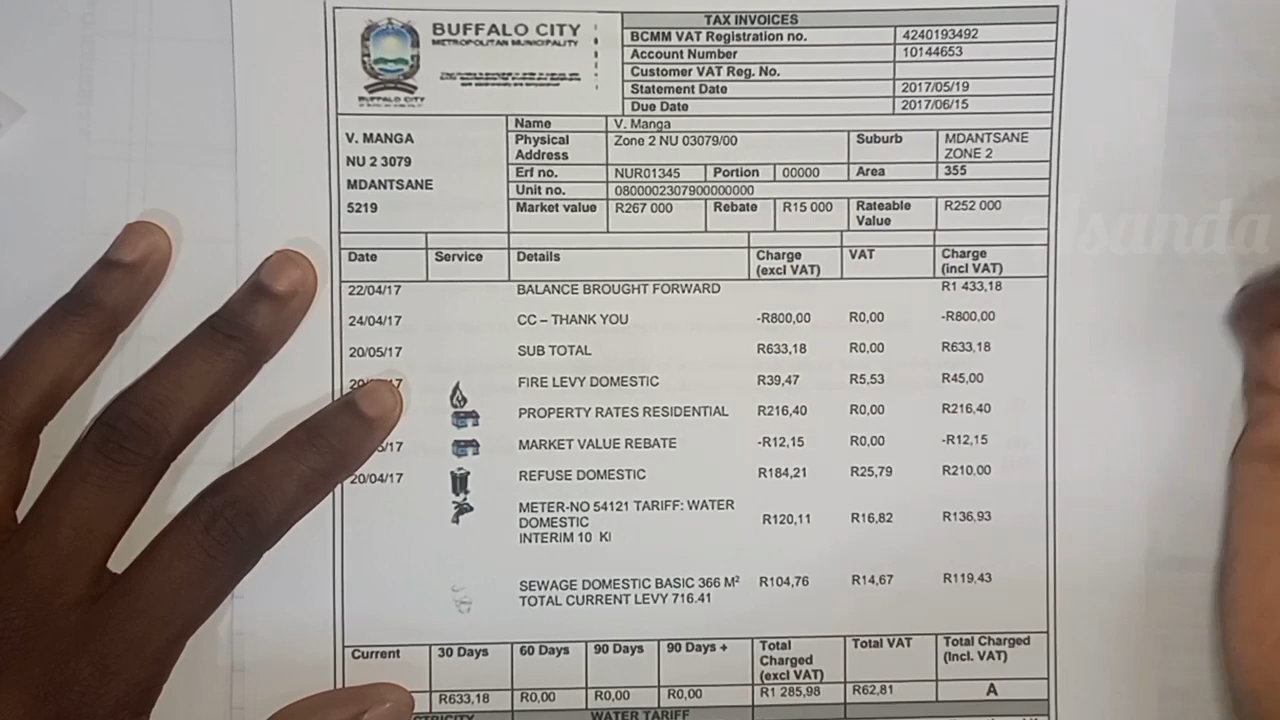 BUFFALO CITY
METROPOLITAN MUNICIPALITY
BUFFALO CITY
TAX INVOICES
BCMM VAT Registration no. 4240193492
Account Number 10144653
Customer VAT Reg. No.
Statement Date 2017/05/19
Due Date 2017/06/15
V. MANGA
NU 2 3079
MDANTSANE
5219
Name V. Manga
Physical Address Zone 2 NU 03079/00 Suburb MDANTSANE ZONE 2
Erf no. NUR01345 Portion 00000 Area 355
Unit no. 0800002307900000000
Market value R267 000 Rebate R15 000 Rateable Value R252 000
Date Service Details Charge (excl VAT) VAT Charge (incl VAT)
22/04/17 BALANCE BROUGHT FORWARD R1 433,18
24/04/17 CC – THANK YOU -R800,00 R0,00 -R800,00
20/05/17 SUB TOTAL R633,18 R0,00 R633,18
FIRE LEVY DOMESTIC R39,47 R5,53 R45,00
PROPERTY RATES RESIDENTIAL R216,40 R0,00 R216,40
/17 MARKET VALUE REBATE -R12,15 R0,00 -R12,15
20/04/17 REFUSE DOMESTIC R184,21 R25,79 R210,00
METER-NO 54121 TARIFF: WATER
DOMESTIC R120,11 R16,82 R136,93
INTERIM 10 Kl
SEWAGE DOMESTIC BASIC 366 M² R104,76 R14,67 R119,43
TOTAL CURRENT LEVY 716.41
Current 30 Days 60 Days 90 Days 90 Days + Total Charged (excl VAT) Total VAT Total Charged (Incl. VAT)
R633,18 R0,00 R0,00 R0,00 R1 285,98 R62,81 A
WATER TARIFF
sanda